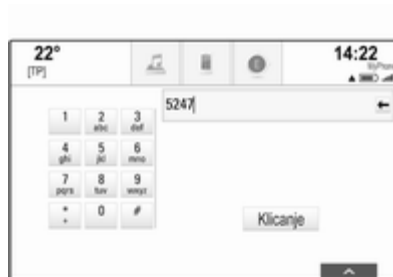 22°
14:22
[TP]
MyPhone
5247
1
2
abc
3
def
4
ghi
5
jkl
6
mno
7
pqrs
8
tuv
9
wxyz
*
+
0
#
Klicanje